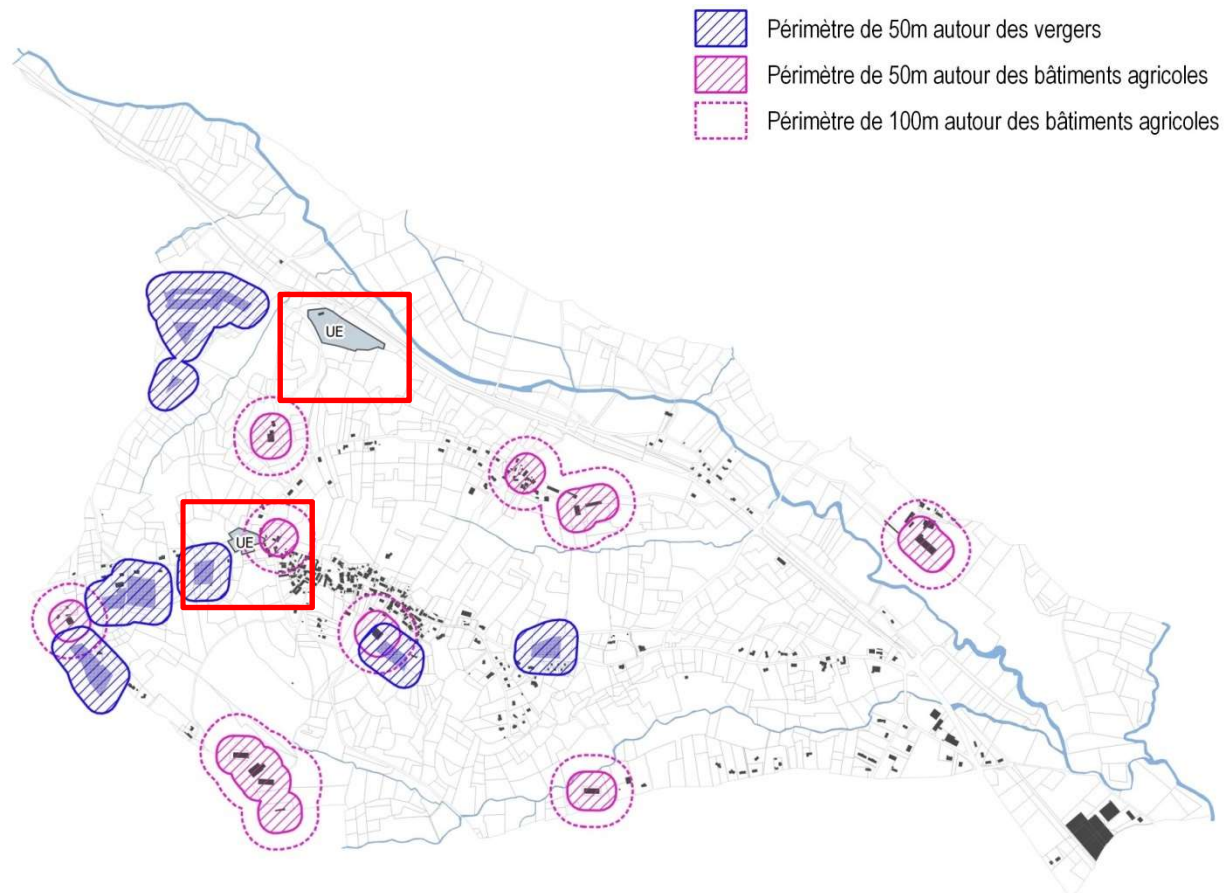 Périmètre de 50m autour des vergers
Périmètre de 50m autour des bâtiments agricoles
Périmètre de 100m autour des bâtiments agricoles
UE
UE